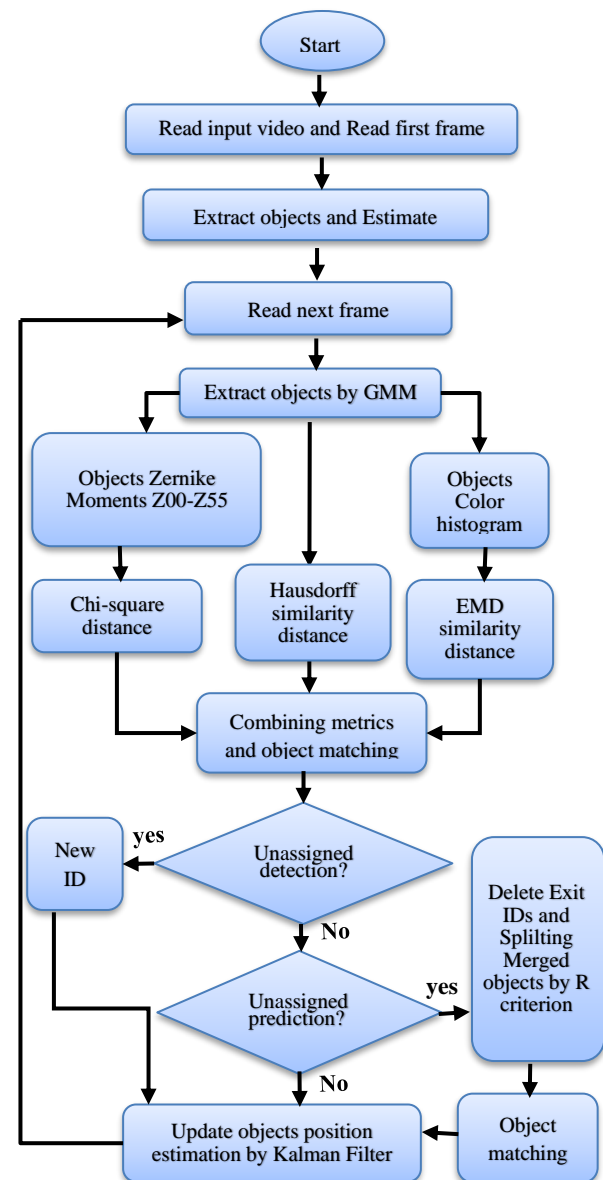 Start
Read input video and Read first frame
Extract objects and Estimate
Read next frame
Extract objects by GMM
Objects Zernike
Moments Z00-Z55
Objects
Color
histogram
Chi-square
distance
Hausdorff
similarity
distance
EMD
similarity
distance
Combining metrics
and object matching
Unassigned
detection?
yes
New
ID
No
Unassigned
prediction?
yes
Delete Exit
IDs and
Splilting
Merged
objects by R
criterion
No
Object
matching
Update objects position
estimation by Kalman Filter